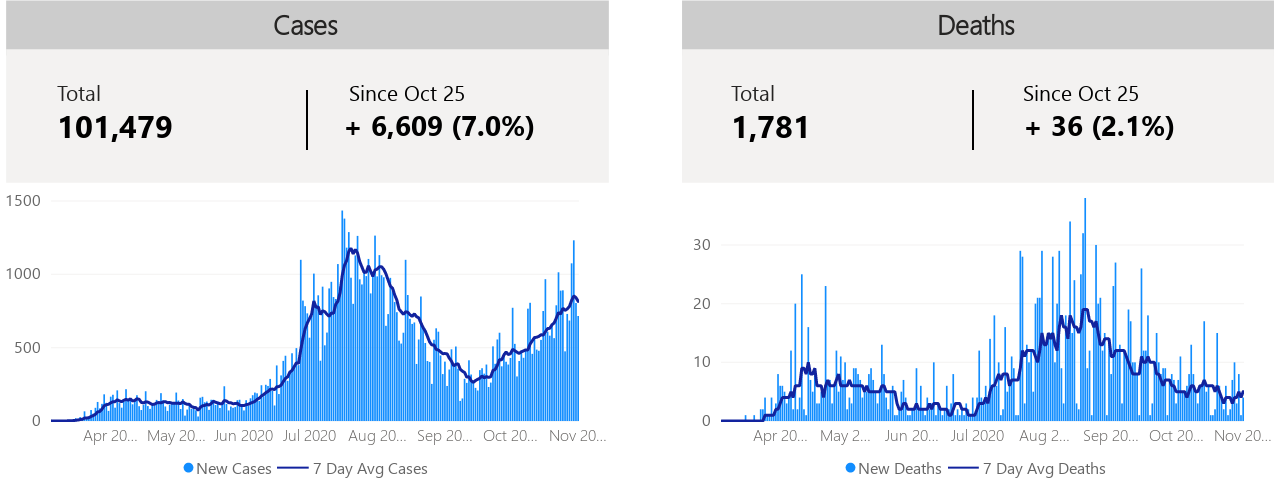 Cases
Total
101,479
Since Oct 25
+ 6,609 (7.0%)
1500
1000
500
0
Apr 20... May 20... Jun 2020 Jul 2020 Aug 20... Sep 20... Oct 20... Nov 20...
New Cases 7 Day Avg Cases
Deaths
Total
1,781
Since Oct 25
+ 36 (2.1%)
30
20
10
0
Apr 20... May 2... Jun 20... Jul 2020 Aug 2... Sep 20... Oct 20... Nov 20...
New Deaths 7 Day Avg Deaths